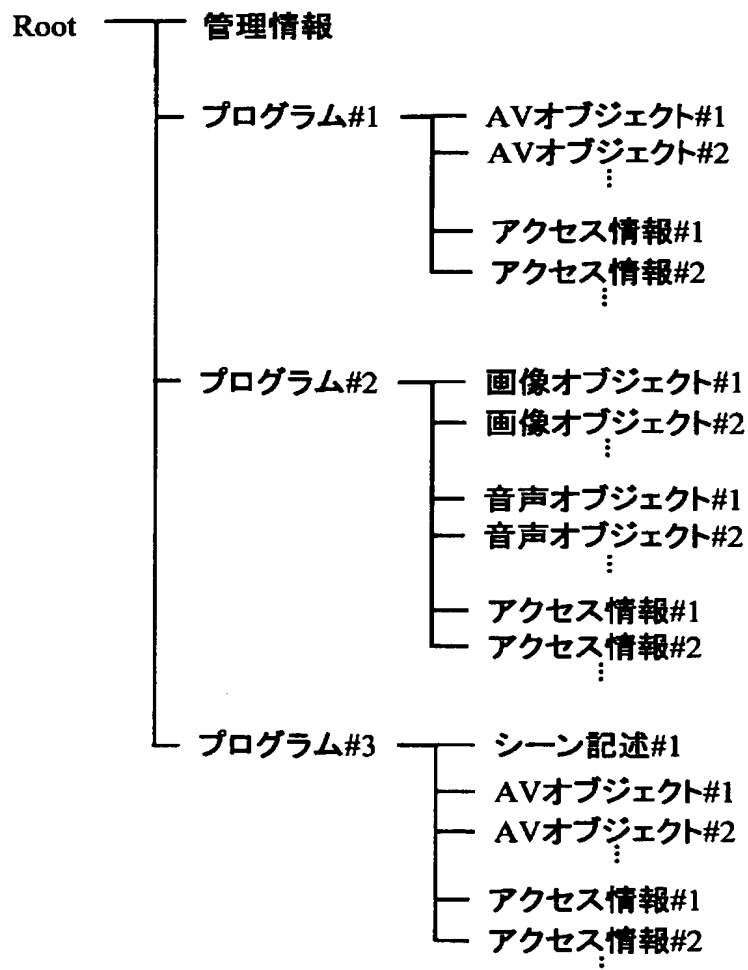 Root 管理情報
プログラム#1 AVオブジェクト#1
AVオブジェクト#2
⋮
アクセス情報#1
アクセス情報#2
⋮
プログラム#2 画像オブジェクト#1
画像オブジェクト#2
⋮
音声オブジェクト#1
音声オブジェクト#2
⋮
アクセス情報#1
アクセス情報#2
⋮
プログラム#3 シーン記述#1
AVオブジェクト#1
AVオブジェクト#2
⋮
アクセス情報#1
アクセス情報#2
⋮